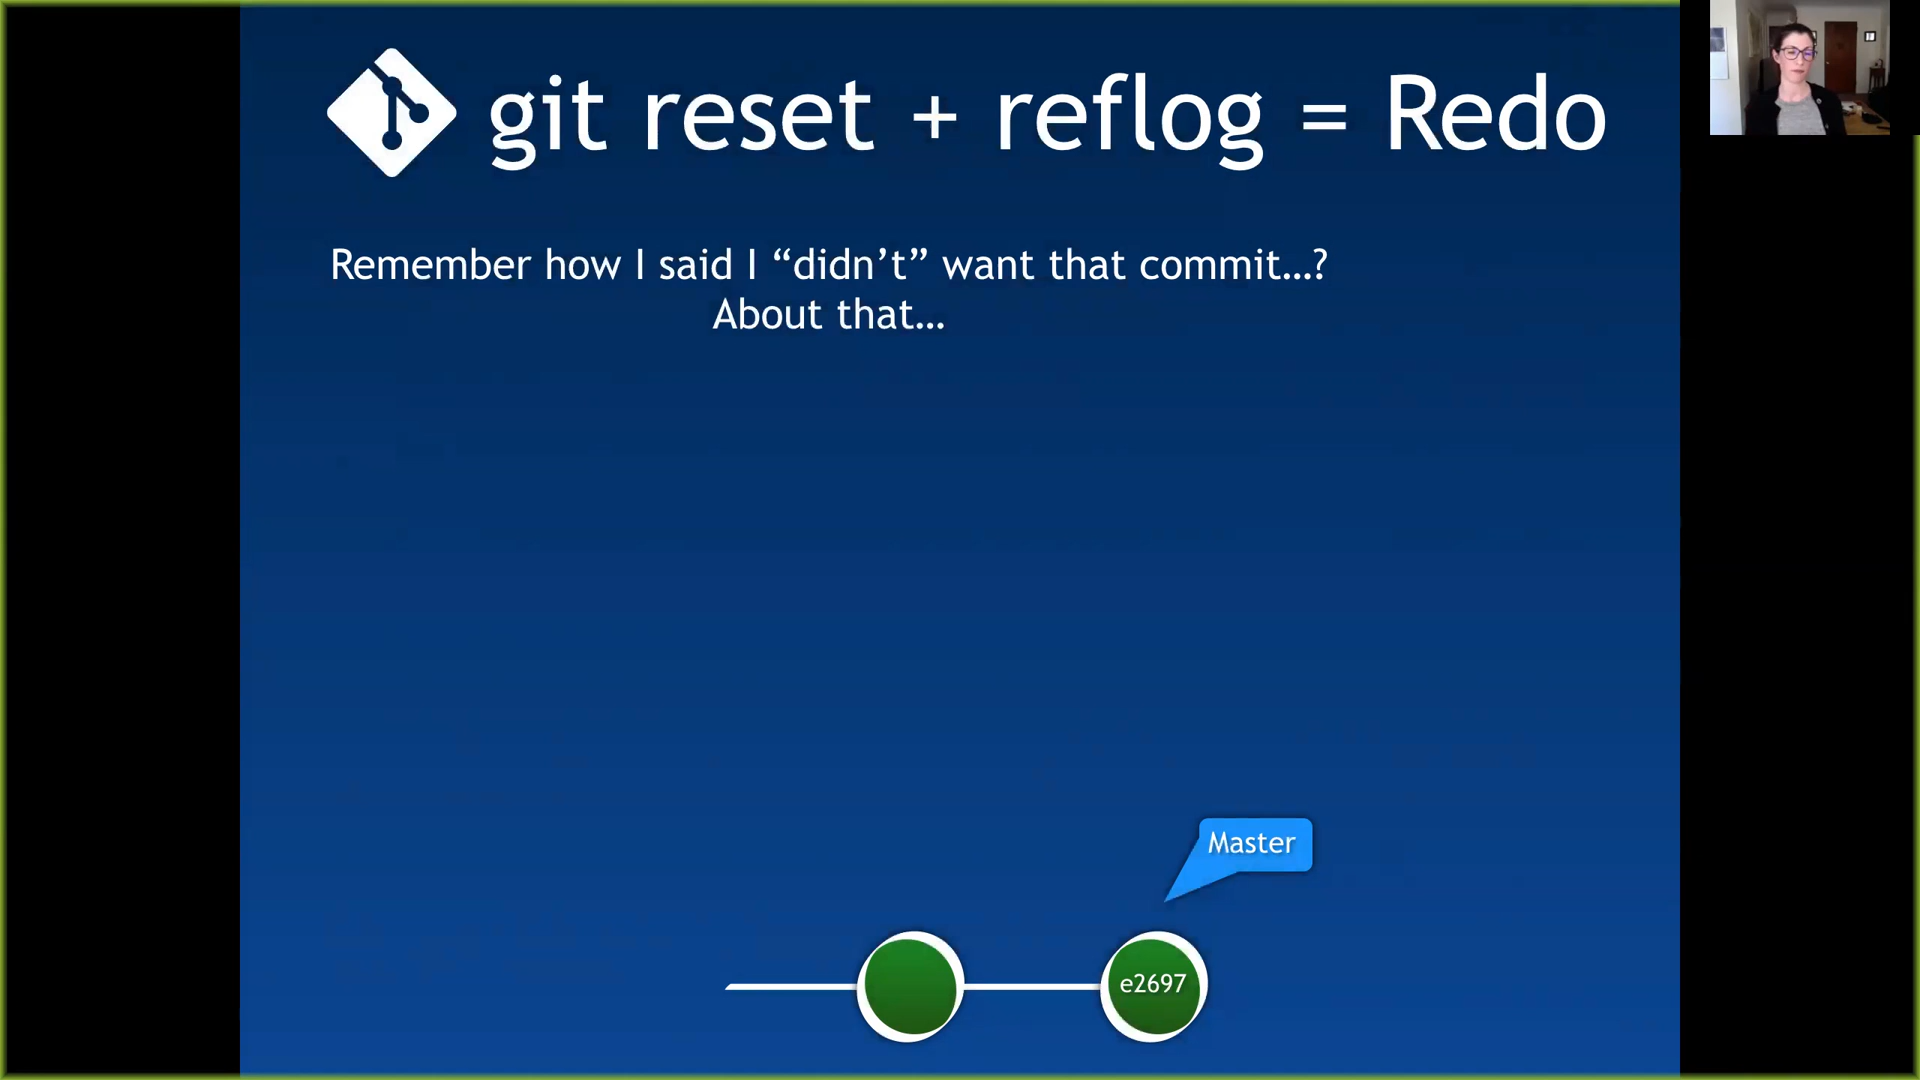 git reset + reflog = Redo
Remember how I said I “didn’t” want that commit…?
About that…
Master
e2697